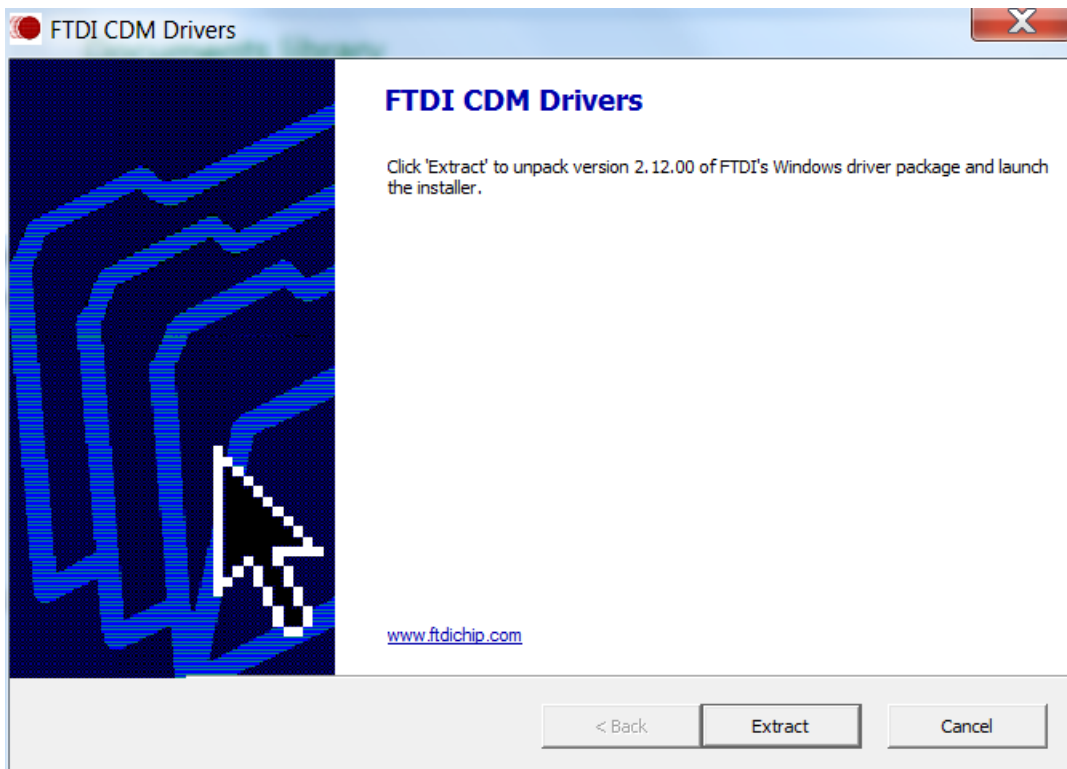 FTDI CDM Drivers
FTDI CDM Drivers
Click 'Extract' to unpack version 2.12.00 of FTDI's Windows driver package and launch
the installer.
www.ftdichip.com
< Back
Extract
Cancel